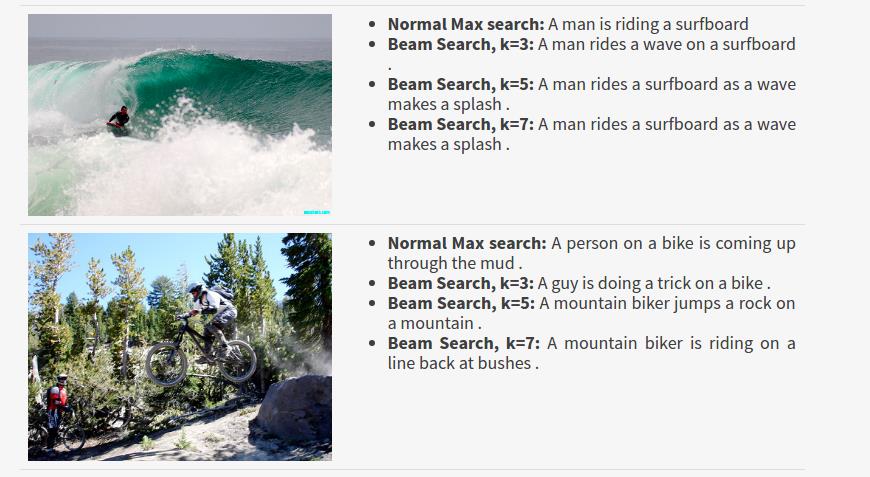 Normal Max search: A man is riding a surfboard
Beam Search, k=3: A man rides a wave on a surfboard
.
Beam Search, k=5: A man rides a surfboard as a wave
makes a splash .
Beam Search, k=7: A man rides a surfboard as a wave
makes a splash .
Normal Max search: A person on a bike is coming up
through the mud .
Beam Search, k=3: A guy is doing a trick on a bike .
Beam Search, k=5: A mountain biker jumps a rock on
a mountain .
Beam Search, k=7: A mountain biker is riding on a
line back at bushes .